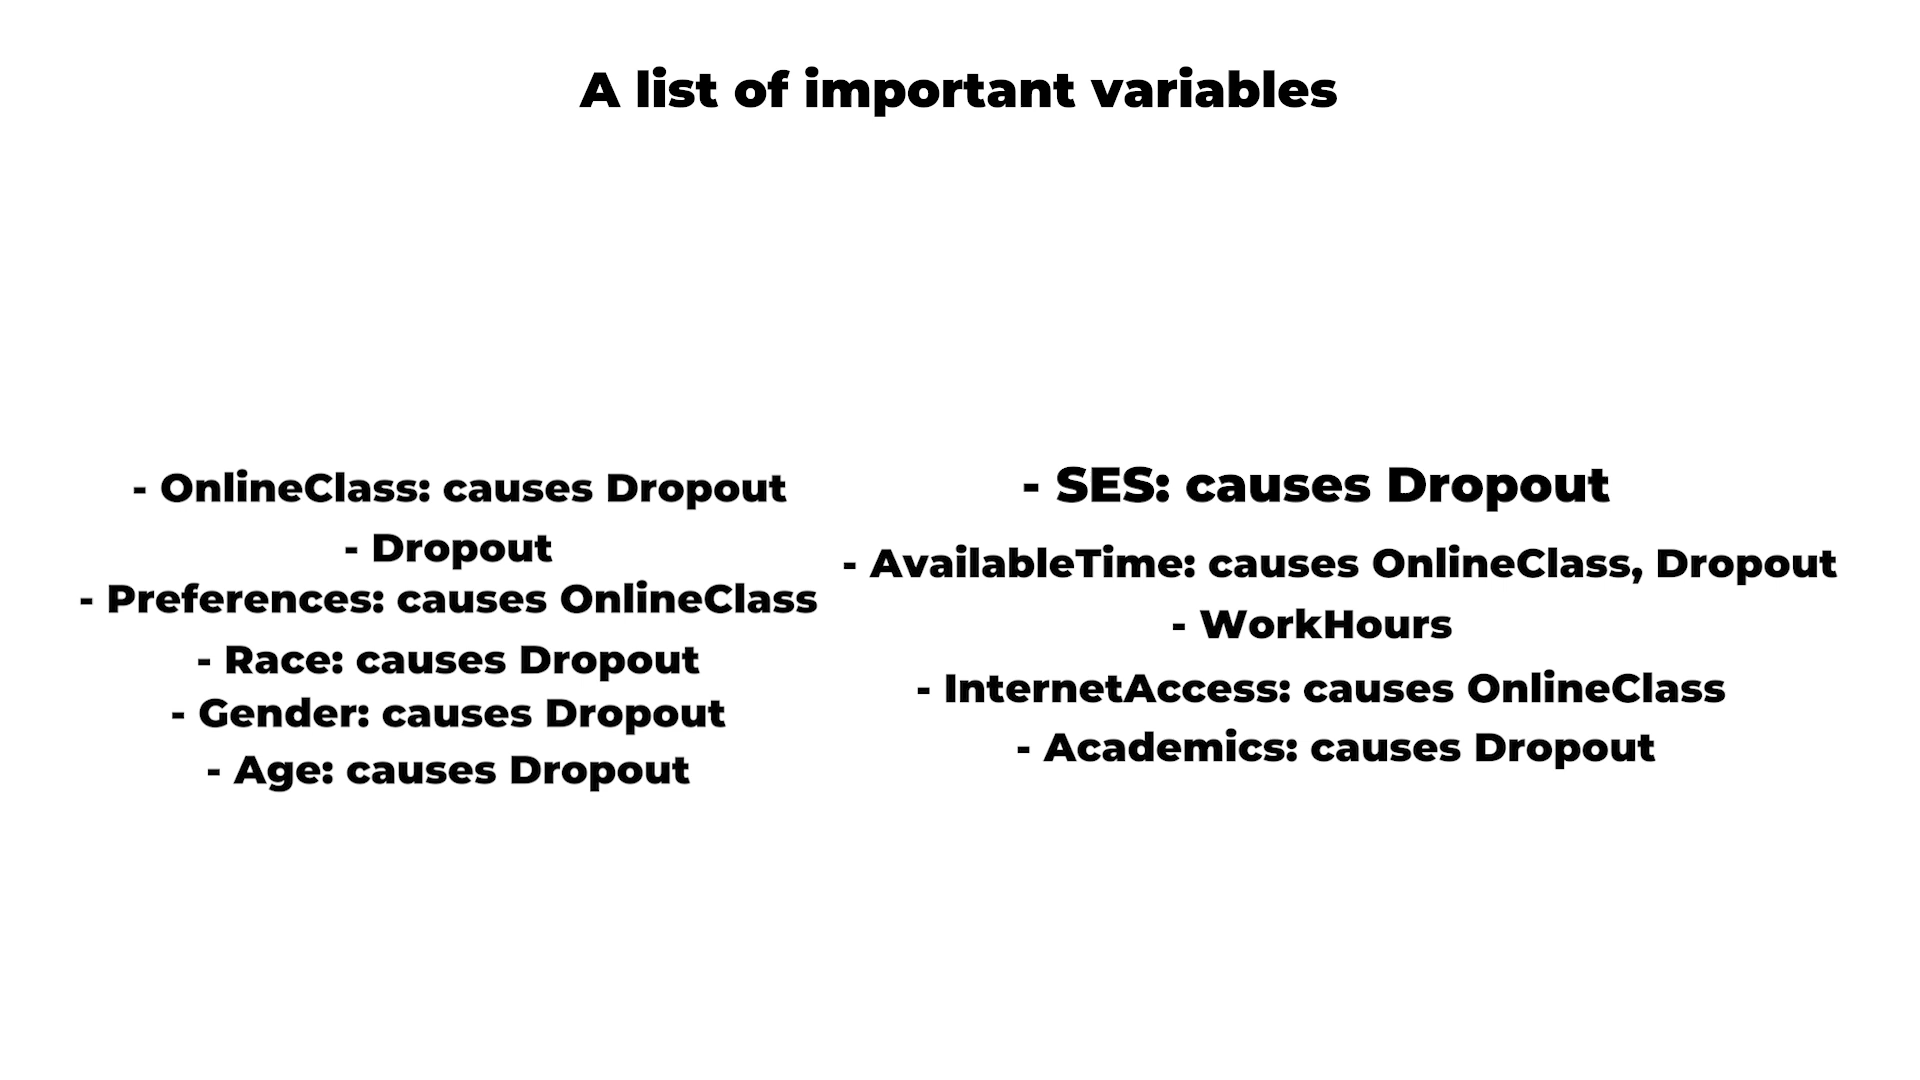 A list of important variables
- OnlineClass: causes Dropout
- Dropout
- Preferences: causes OnlineClass
- Race: causes Dropout
- Gender: causes Dropout
- Age: causes Dropout
- SES: causes Dropout
- AvailableTime: causes OnlineClass, Dropout
- WorkHours
- InternetAccess: causes OnlineClass
- Academics: causes Dropout